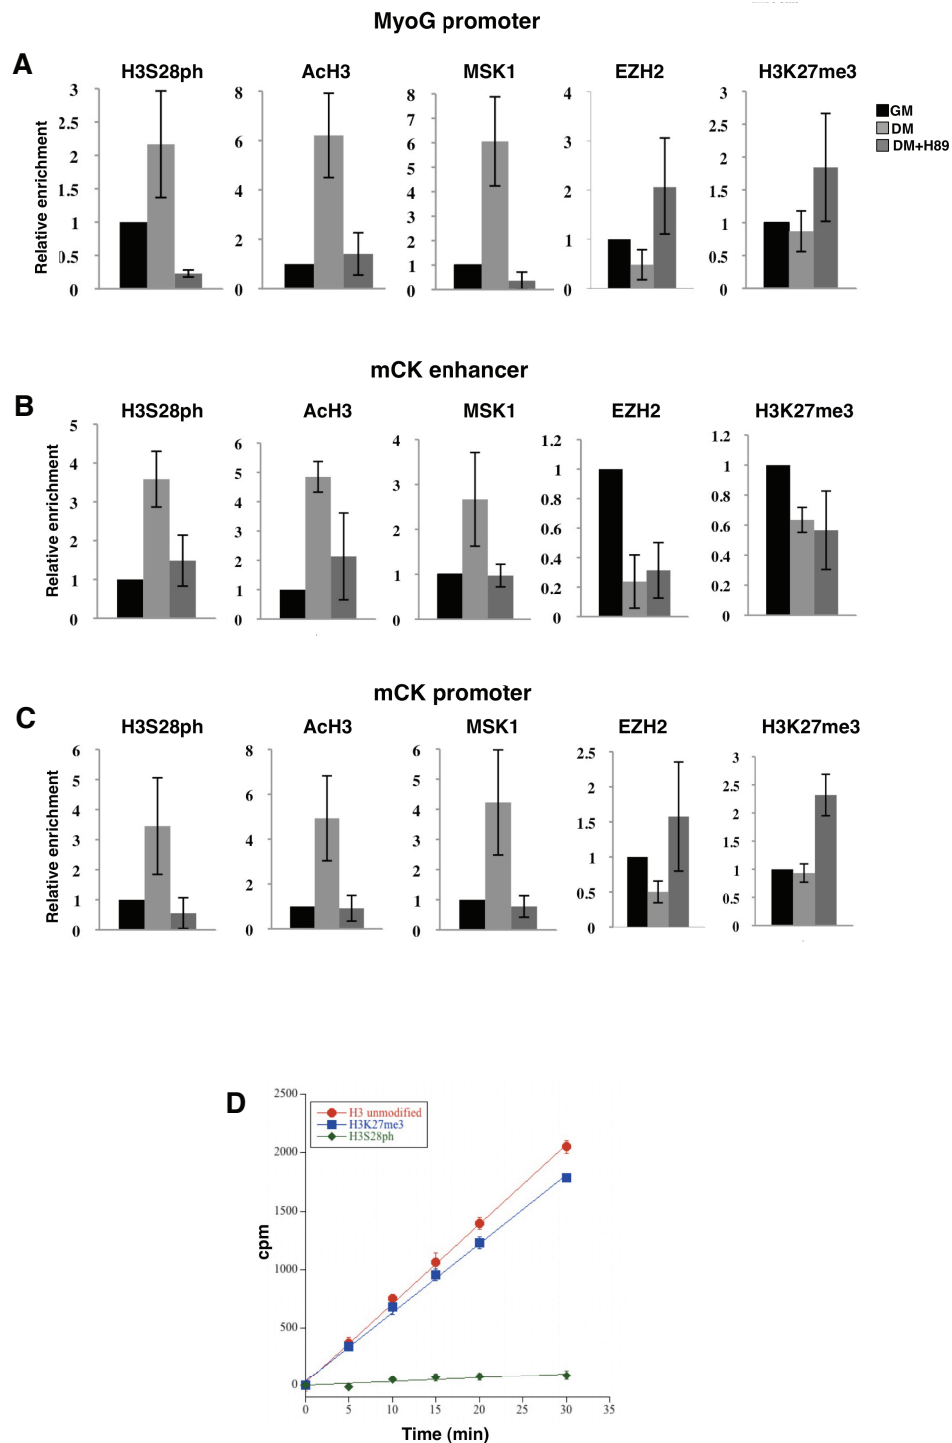 MyoG promoter
A
H3S28ph AcH3 MSK1 EZH2 H3K27me3
GM
DM
DM+H89
Relative enrichment
3 2.5 2 1.5 1 0.5 0
8 6 4 2 0
8 7 6 5 4 3 2 1 0
4 3 2 1 0
3 2.5 2 1.5 1 0.5 0
mCK enhancer
B
H3S28ph AcH3 MSK1 EZH2 H3K27me3
Relative enrichment
5 4 3 2 1 0
6 5 4 3 2 1 0
4 3 2 1 0
1.2 1 0.8 0.6 0.4 0.2 0
1.2 1 0.8 0.6 0.4 0.2 0
mCK promoter
C
H3S28ph AcH3 MSK1 EZH2 H3K27me3
Relative enrichment
6 5 4 3 2 1 0
8 6 4 2 0
6 5 4 3 2 1 0
2.5 2 1.5 1 0.5 0
3 2.5 2 1.5 1 0.5 0
D
H3 unmodified
H3K27me3
H3S28ph
cpm
2500
2000
1500
1000
500
0
0 5 10 15 20 25 30 35
Time (min)